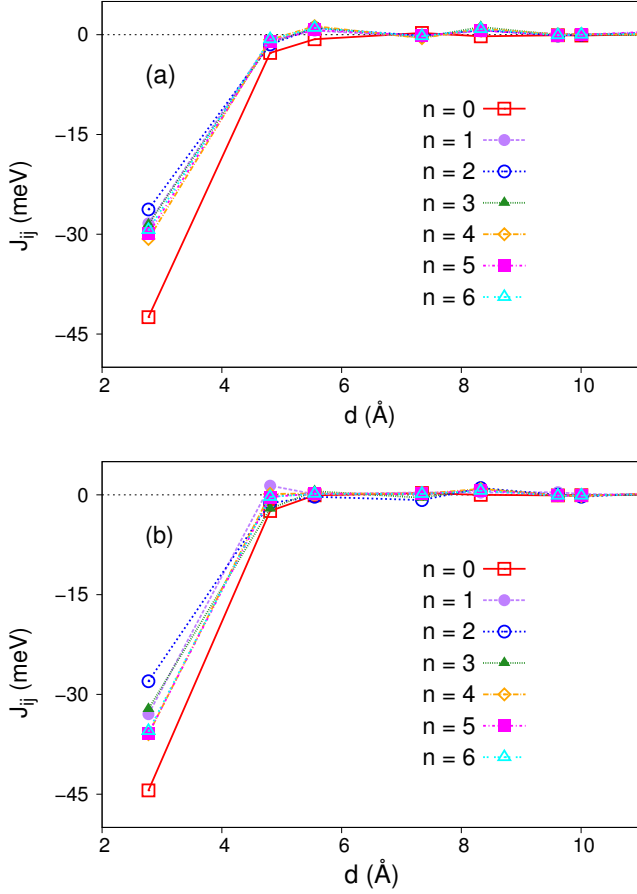 0
(a)
n = 0
n = 1
−15
n = 2
n = 3
J_ij (meV)
−30
n = 4
n = 5
n = 6
−45
2 4 6 8 10
d (Å)
0
(b)
n = 0
n = 1
−15
n = 2
n = 3
J_ij (meV)
−30
n = 4
n = 5
n = 6
−45
2 4 6 8 10
d (Å)